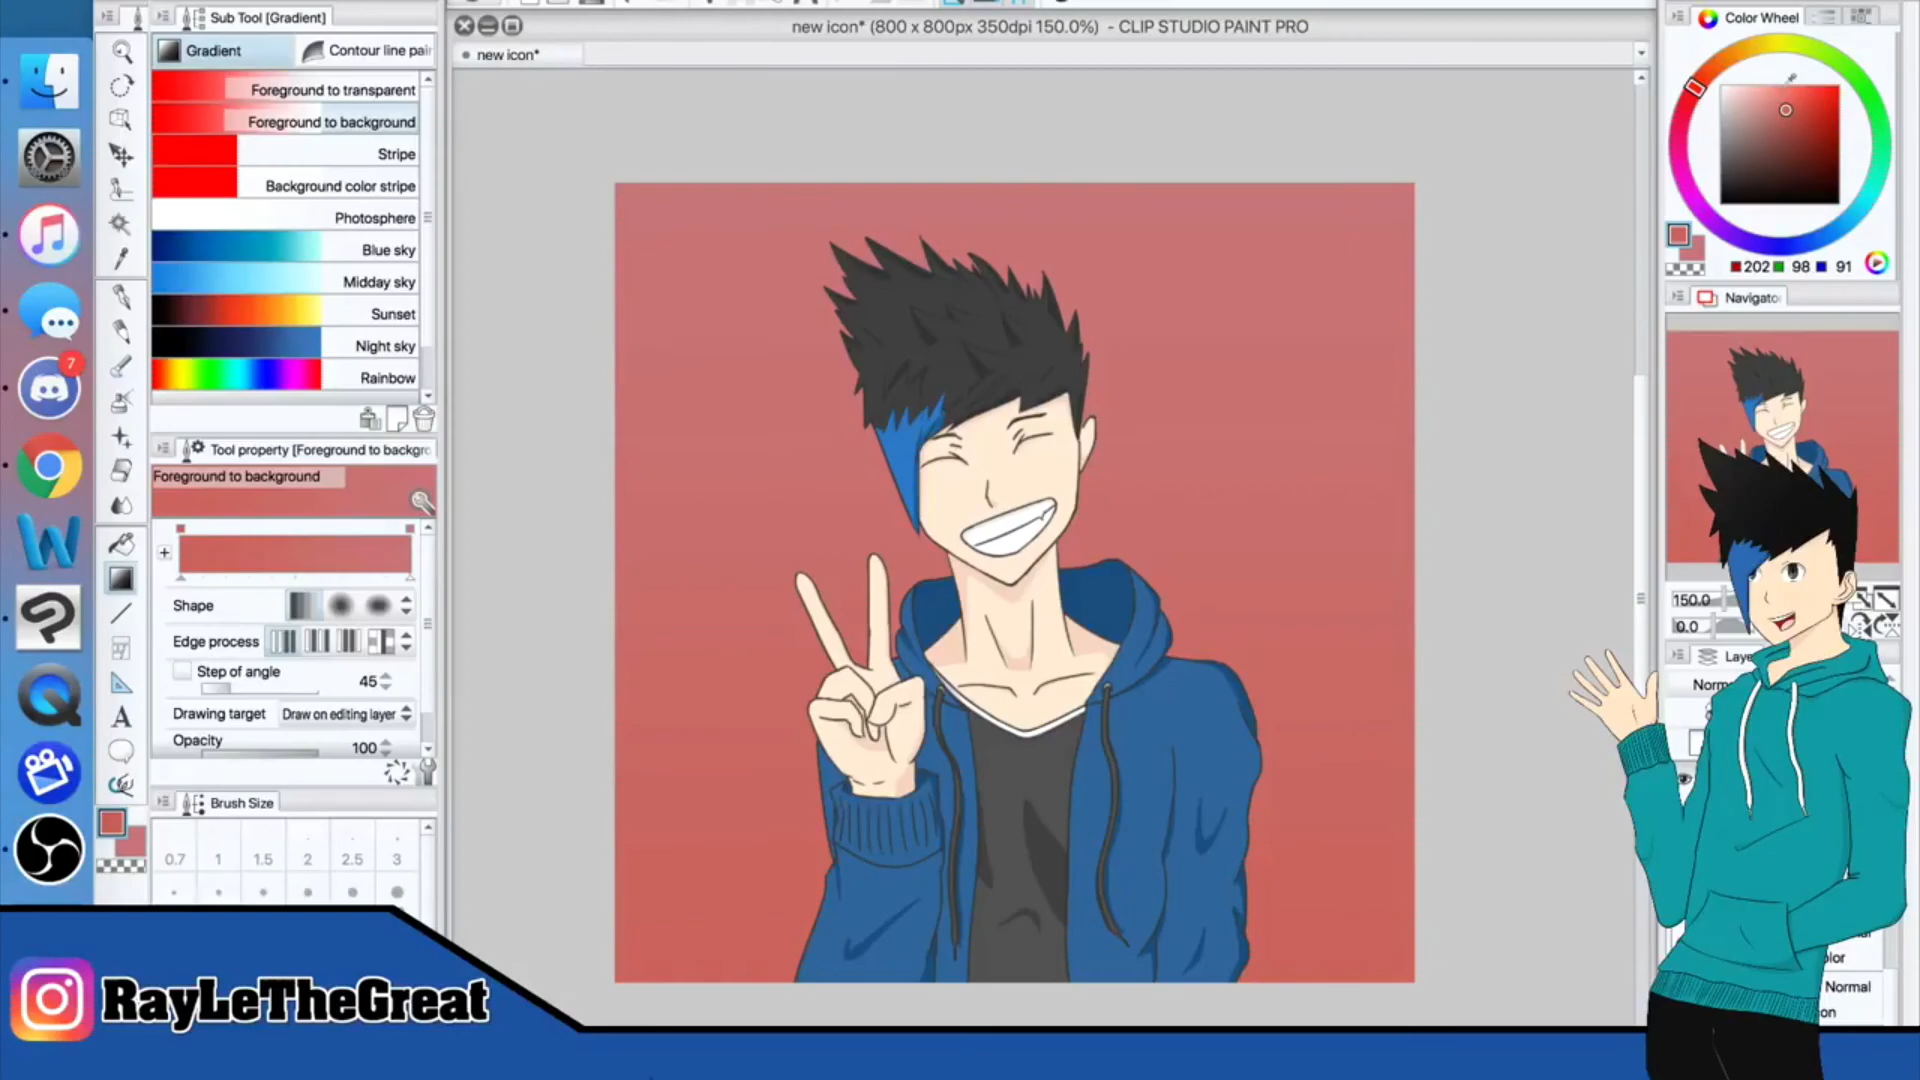 Sub Tool [Gradient]
Gradient
Contour line pai
Foreground to transparent
Foreground to background
Stripe
Background color stripe
Photosphere
Blue sky
Midday sky
Sunset
Night sky
Rainbow
Tool property [Foreground to backgro
Foreground to background
Shape
Edge process
Step of angle
45
Drawing target
Draw on editing layer
Opacity
100
Brush Size
0.7
1
1.5
2
2.5
3
new icon* (800 x 800px 350dpi 150.0%) - CLIP STUDIO PAINT PRO
new icon*
Color Wheel
202
98
91
Navigato
150.0
0.0
Laye
Norm
olor
Normal
7
A
RayLeTheGreat